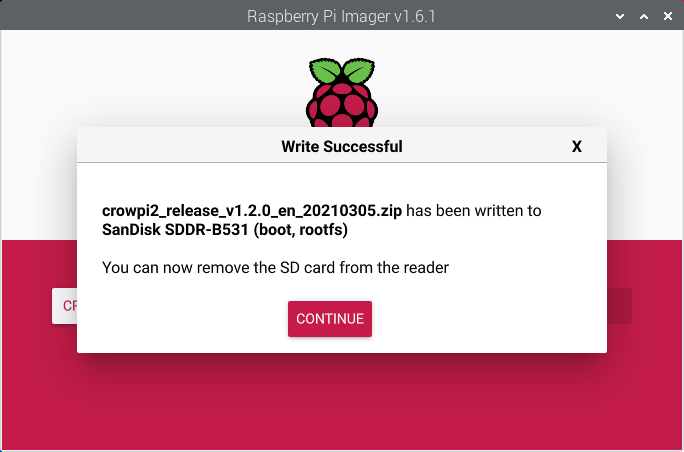 Raspberry Pi Imager v1.6.1
Write Successful
X
crowpi2_release_v1.2.0_en_20210305.zip has been written to
SanDisk SDDR-B531 (boot, rootfs)
You can now remove the SD card from the reader
CONTINUE